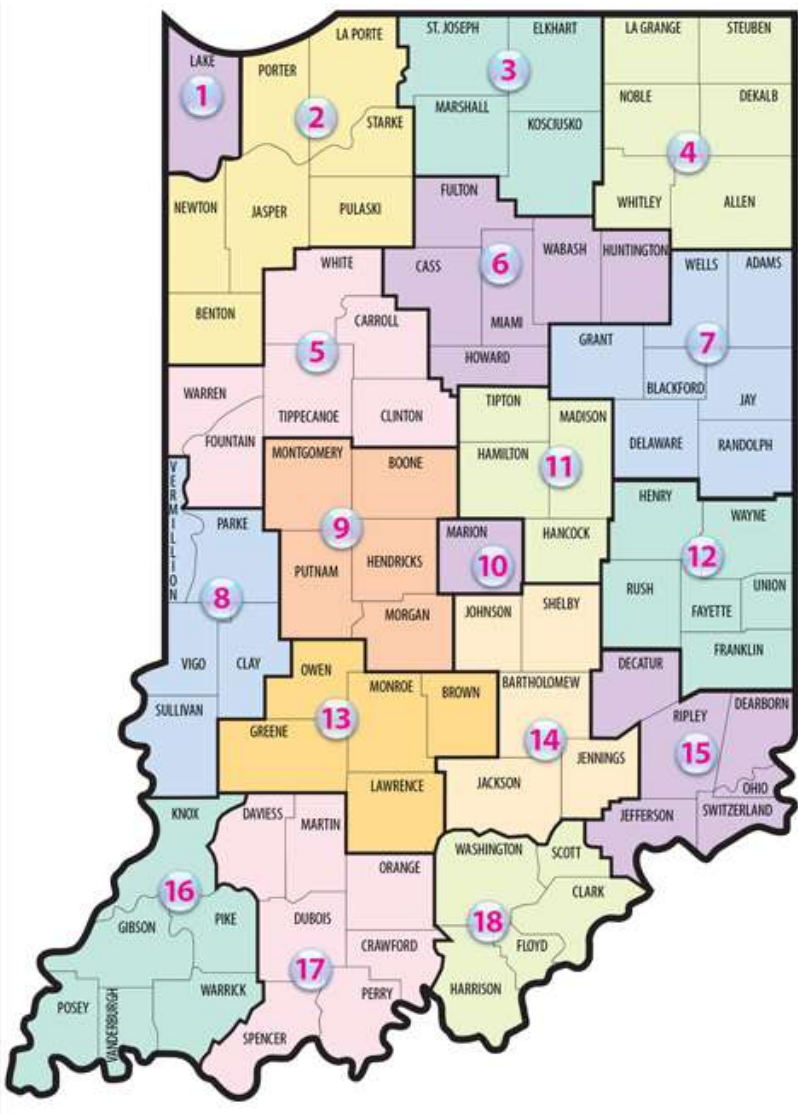 ST. JOSEPH
ELKHART
LA GRANGE
STEUBEN
LA PORTE
LAKE
PORTER
1
2
3
MARSHALL
KOSCIUSKO
STARKE
NOBLE
DEKALB
4
WHITLEY
ALLEN
NEWTON
JASPER
PULASKI
FULTON
BENTON
WHITE
CASS
6
WABASH
HUNTINGTON
MIAMI
HOWARD
WELLS
ADAMS
7
GRANT
BLACKFORD
JAY
DELAWARE
RANDOLPH
CARROLL
5
WARREN
FOUNTAIN
TIPPECANOE
CLINTON
TIPTON
MADISON
HAMILTON
11
HANCOCK
MONTGOMERY
BOONE
9
PUTNAM
HENDRICKS
MORGAN
MARION
10
HENRY
WAYNE
12
RUSH
FAYETTE
UNION
FRANKLIN
VERMILLION
PARKE
8
VIGO
CLAY
SULLIVAN
JOHNSON
SHELBY
BARTHOLOMEW
14
JENNINGS
JACKSON
DECATUR
RIPLEY
DEARBORN
15
OHIO
JEFFERSON
SWITZERLAND
OWEN
MONROE
BROWN
13
GREENE
LAWRENCE
KNOX
DAVIESS
MARTIN
ORANGE
WASHINGTON
SCOTT
CLARK
18
FLOYD
HARRISON
16
GIBSON
PIKE
DUBOIS
CRAWFORD
17
PERRY
WARRICK
POSEY
VANDERBURGH
SPENCER